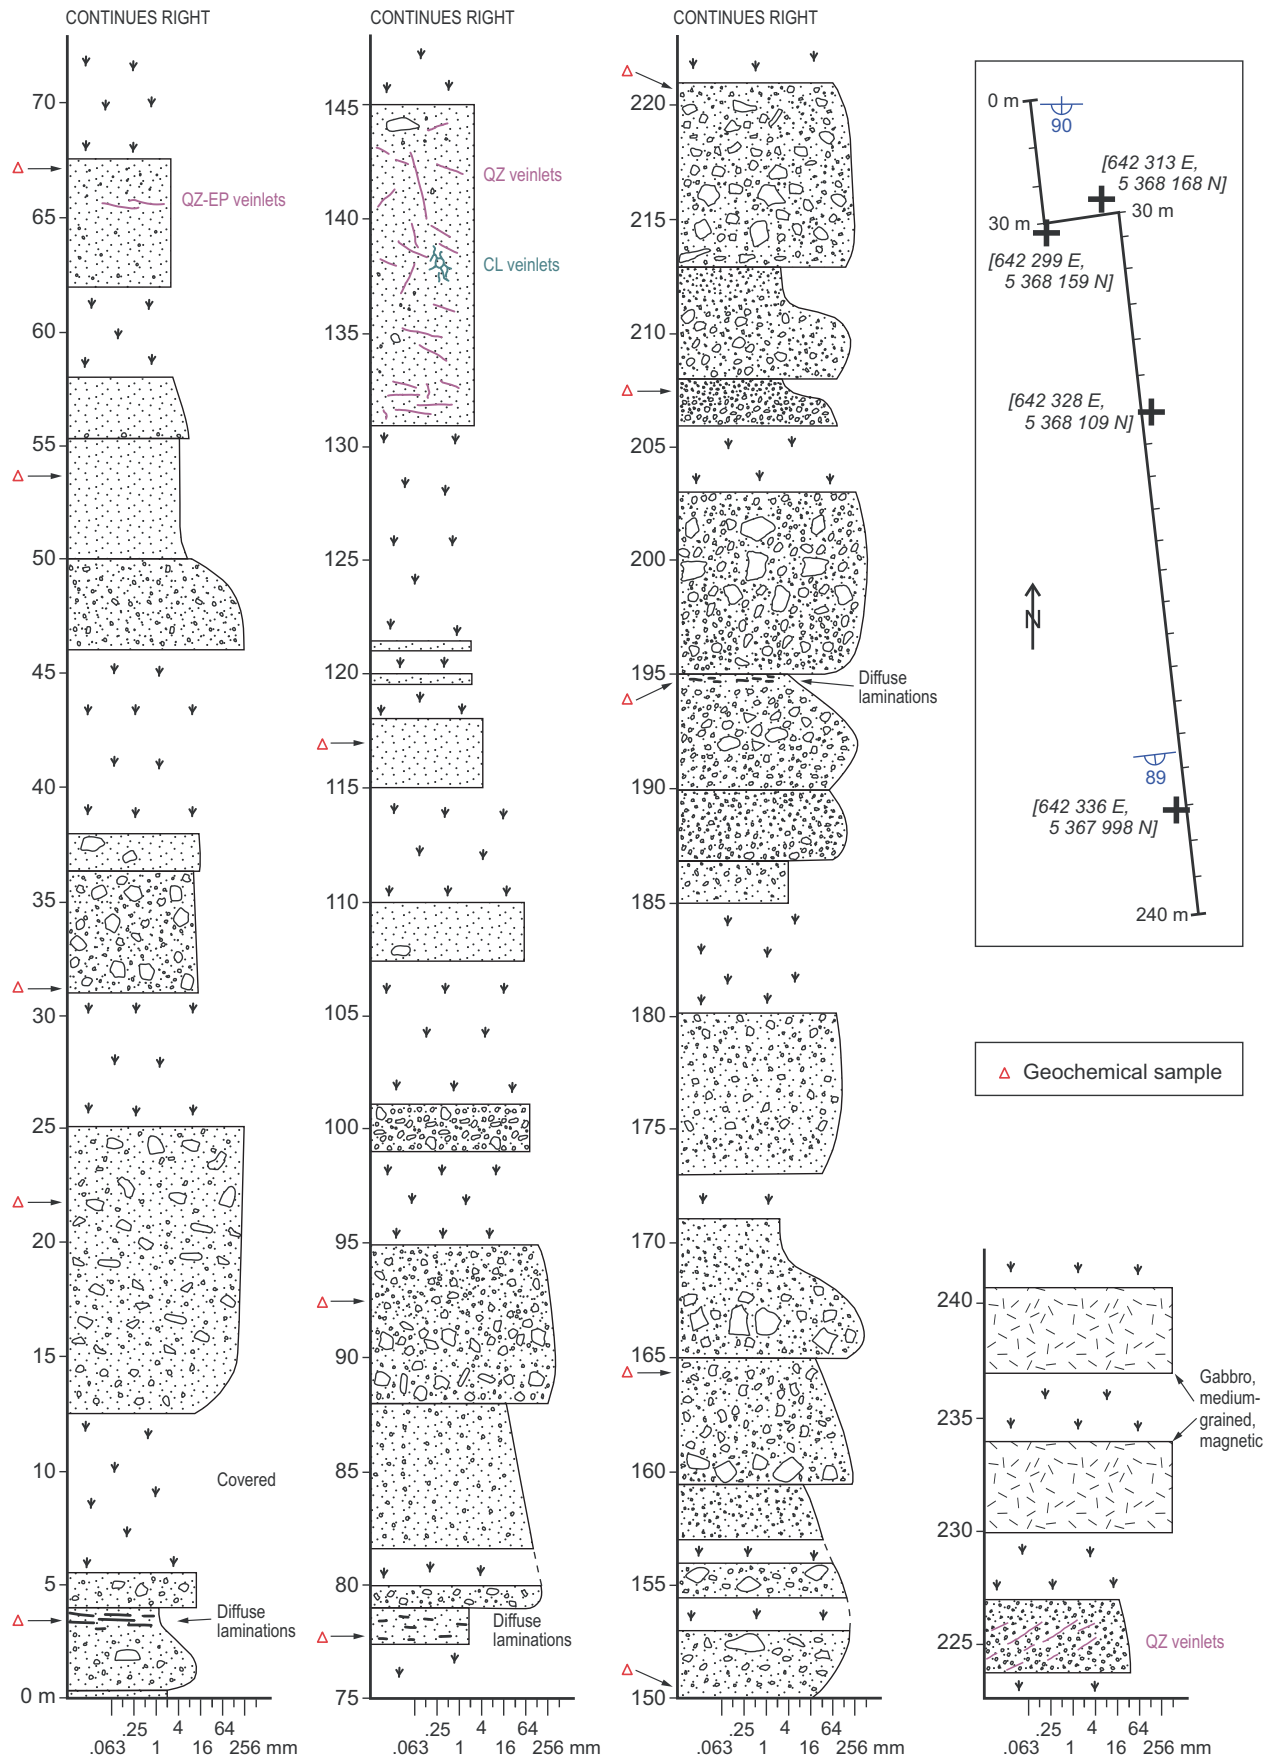 CONTINUES RIGHT
70
65
60
55
50
45
40
35
30
25
20
15
10
5
0 m
QZ-EP veinlets
Covered
Diffuse
laminations
.25 4 64
.063 1 16 256 mm
CONTINUES RIGHT
145
140
135
130
125
120
115
110
105
100
95
90
85
80
75
QZ veinlets
CL veinlets
Diffuse
laminations
.25 4 64
.063 1 16 256 mm
CONTINUES RIGHT
220
215
210
205
200
195
190
185
180
175
170
165
160
155
150
Diffuse
laminations
.25 4 64
.063 1 16 256 mm
0 m
90
[642 313 E,
5 368 168 N]
30 m
30 m
[642 299 E,
5 368 159 N]
[642 328 E,
5 368 109 N]
N
89
[642 336 E,
5 367 998 N]
240 m
Geochemical sample
240
235
230
225
Gabbro,
medium-
grained,
magnetic
QZ veinlets
.25 4 64
.063 1 16 256 mm